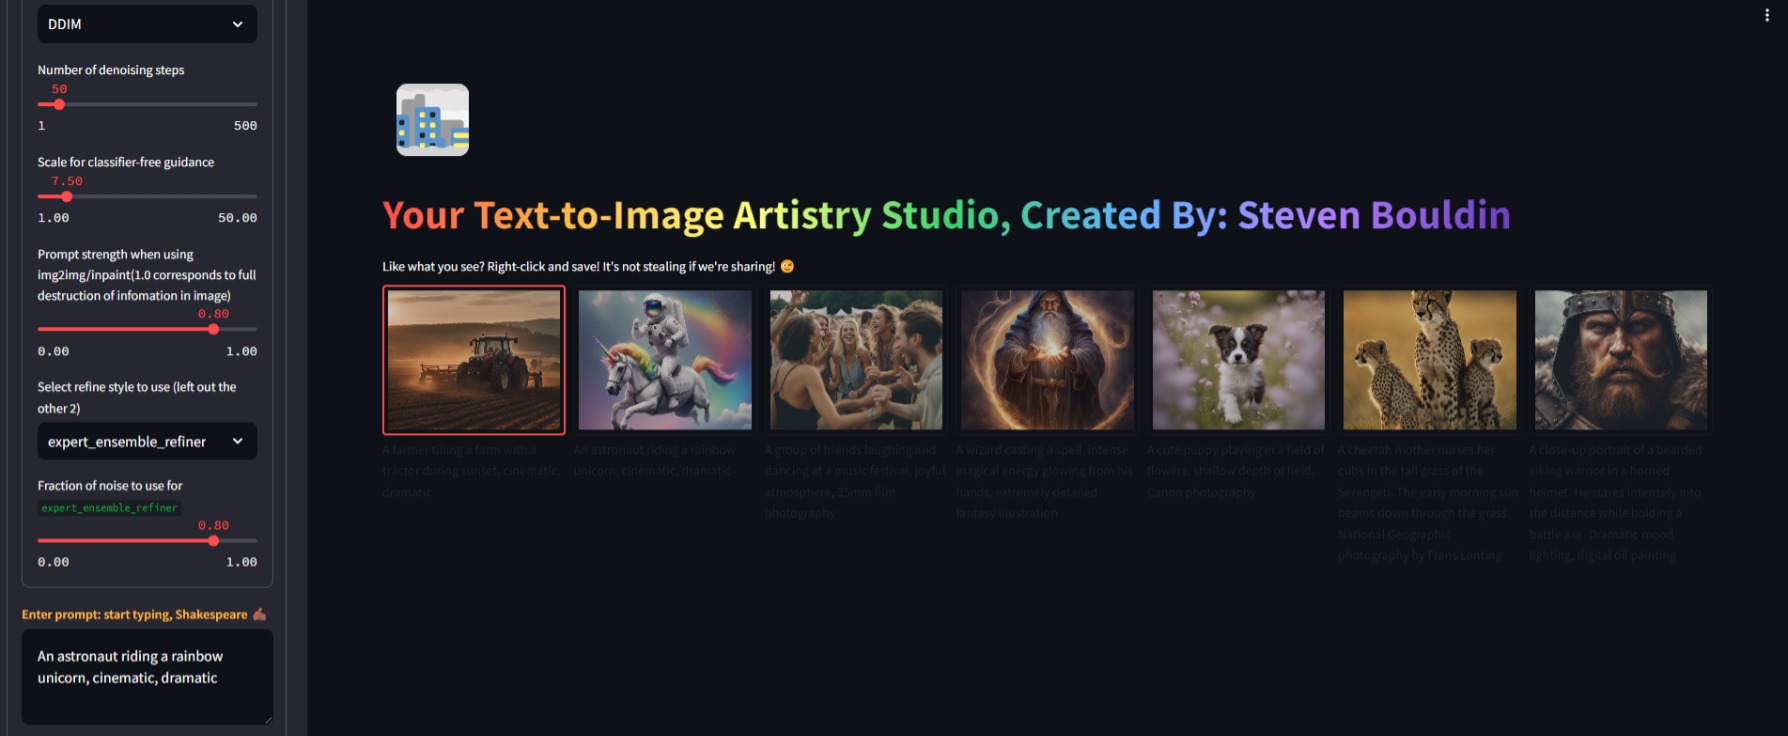 DDIM
Number of denoising steps
50
1 500
Scale for classifier-free guidance
7.50
1.00 50.00
Prompt strength when using
img2img/inpaint(1.0 corresponds to full
destruction of infomation in image)
0.80
0.00 1.00
Select refine style to use (left out the
other 2)
expert_ensemble_refiner
Fraction of noise to use for
expert_ensemble_refiner
0.80
0.00 1.00
Enter prompt: start typing, Shakespeare ✍🏾
An astronaut riding a rainbow
unicorn, cinematic, dramatic
Your Text-to-Image Artistry Studio, Created By: Steven Bouldin
Like what you see? Right-click and save! It's not stealing if we're sharing! 😉
A farmer tilling a farm with a
tractor during sunset, cinematic,
dramatic
An astronaut riding a rainbow
unicorn, cinematic, dramatic
A group of friends laughing and
dancing at a music festival, joyful
atmosphere, 35mm film
photography
A wizard casting a spell, intense
magical energy glowing from his
hands, extremely detailed
fantasy illustration
A cute puppy playing in a field of
flowers, shallow depth of field,
Canon photography
A cheetah mother nurses her
cubs in the tall grass of the
Serengeti. The early morning sun
beams down through the grass.
National Geographic
photography by Frans Lanting
A close-up portrait of a bearded
viking warrior in a horned
helmet. He stares intensely into
the distance while holding a
battle axe. Dramatic mood
lighting, digital oil painting